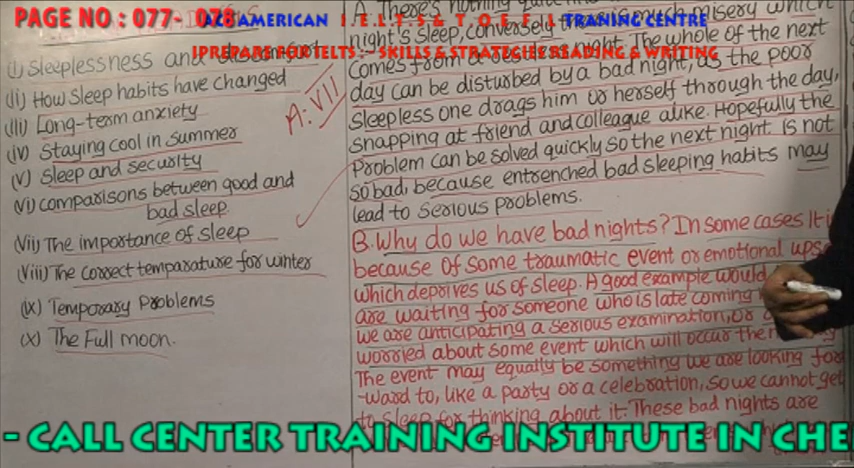 PAGE NO : 077- 078
AMERICAN I E L T S & T O E F L TRAINING CENTRE
PREPARE FOR IELTS :- SKILLS & STRATEGIES READING & WRITING
(i) Sleeplessness and
(ii) How sleep habits have changed
(iii) Long-term anxiety
(iv) Staying cool in summer
(v) Sleep and security
(vi) comparisons between good and
bad sleep
(vii) The importance of sleep
(viii) The correct temparature for winter
(ix) Temporary Problems
(x) The Full moon.
A: VII
A. There's nothing
night's sleep, conversely much misery which
comes from a night. The whole of the next
day can be disturbed by a bad night, as the poor
sleepless one drags him or herself through the day,
snapping at friend and colleague alike. Hopefully the
problem can be solved quickly so the next night is not
so bad, because entrenched bad sleeping habits may
lead to serious problems.
B. Why do we have bad nights? In some cases it i
because of some traumatic event or emotional ups
which deprives us of sleep. A good example would
are waiting for someone who is late coming
we are anticipating a serious examination, or
worried about some event which will occur the
The event may equally be something we are looking for
-ward to, like a party or a celebration, so we cannot get
to sleep for thinking about it. These bad nights are
- CALL CENTER TRAINING INSTITUTE IN CHE